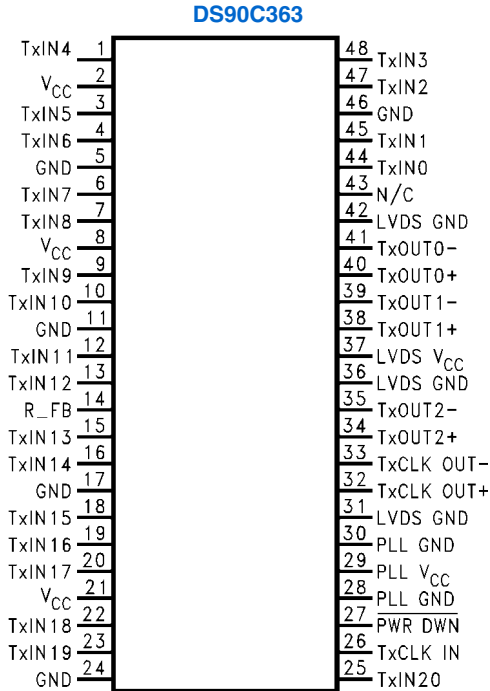 DS90C363
TxIN4 1
VCC 2
TxIN5 3
TxIN6 4
GND 5
TxIN7 6
TxIN8 7
VCC 8
TxIN9 9
TxIN10 10
GND 11
TxIN11 12
TxIN12 13
R_FB 14
TxIN13 15
TxIN14 16
GND 17
TxIN15 18
TxIN16 19
TxIN17 20
VCC 21
TxIN18 22
TxIN19 23
GND 24
48 TxIN3
47 TxIN2
46 GND
45 TxIN1
44 TxIN0
43 N/C
42 LVDS GND
41 TxOUT0-
40 TxOUT0+
39 TxOUT1-
38 TxOUT1+
37 LVDS VCC
36 LVDS GND
35 TxOUT2-
34 TxOUT2+
33 TxCLK OUT-
32 TxCLK OUT+
31 LVDS GND
30 PLL GND
29 PLL VCC
28 PLL GND
27 PWR DWN
26 TxCLK IN
25 TxIN20